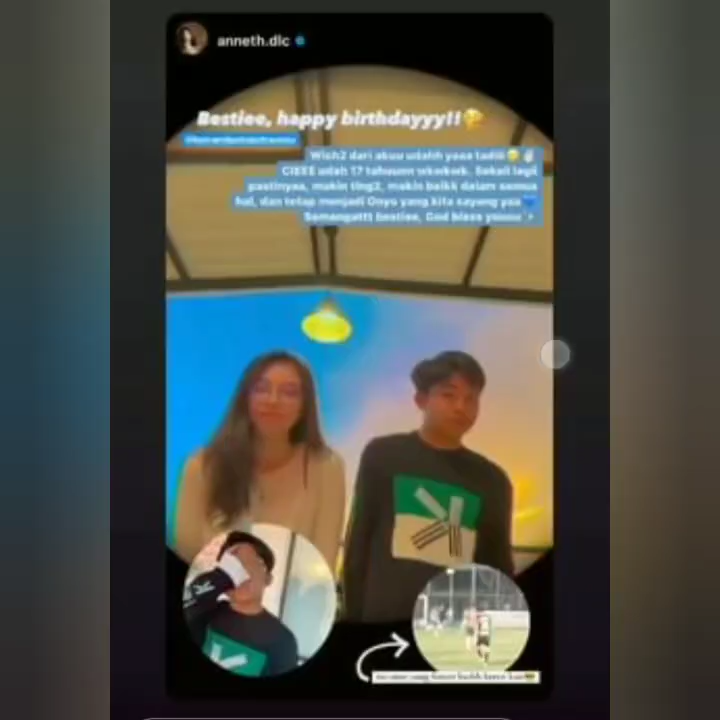 anneth.dlc
Bestiee, happy birthdayyy!!🥳
Wish2 dari akuu udahh yaaa tadiii
CIEEE udah 17 tahuunn wkwkwk. Sekali lagi
pastinyaa, makin ting2, makin baikk dalam semua
hal, dan tetap menjadi Onyo yang kita sayang yaa💙
Semangattt bestiee, God bless youuu